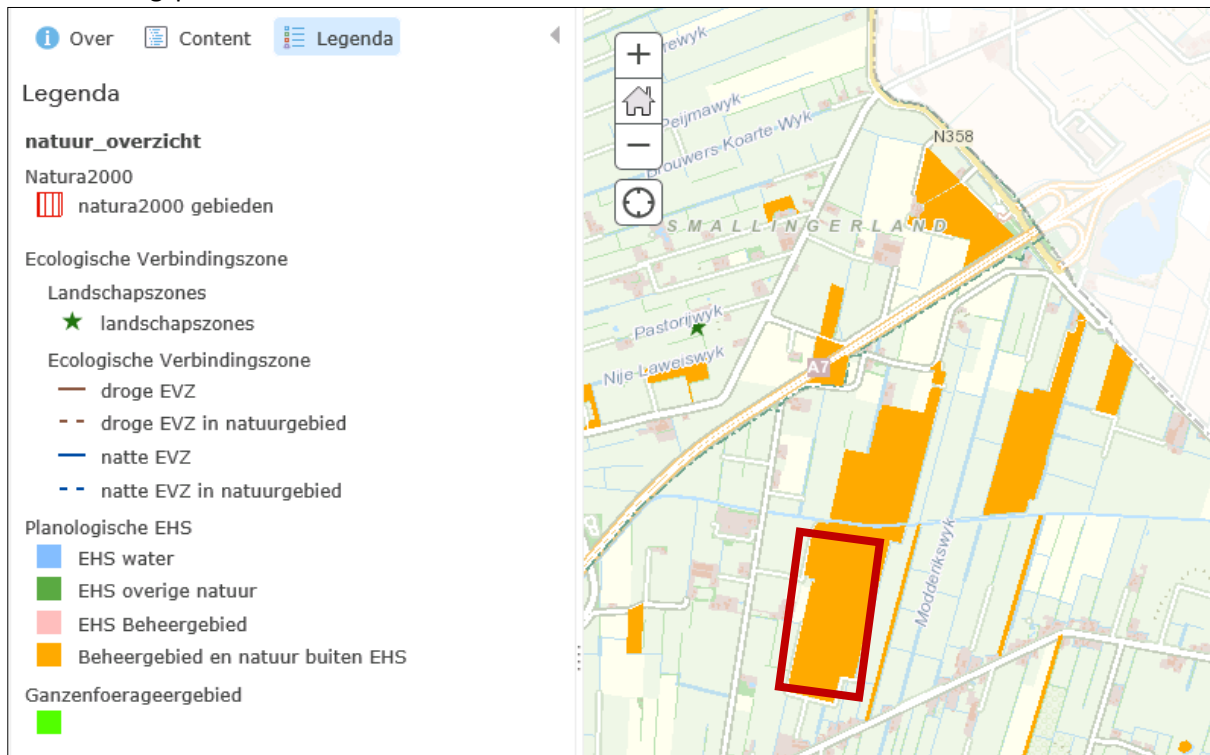 Over Content Legenda
Legenda
natuur_overzicht
Natura2000
natura2000 gebieden
Ecologische Verbindingszone
Landschapszones
landschapszones
Ecologische Verbindingszone
droge EVZ
droge EVZ in natuurgebied
natte EVZ
natte EVZ in natuurgebied
Planologische EHS
EHS water
EHS overige natuur
EHS Beheergebied
Beheergebied en natuur buiten EHS
Ganzenfoerageergebied
Peijmawyk
Brouwers Koarte Wyk
N358
SMALLINGERLAND
Pastorijwyk
Nije Laweiswyk
A7
Modderikswyk